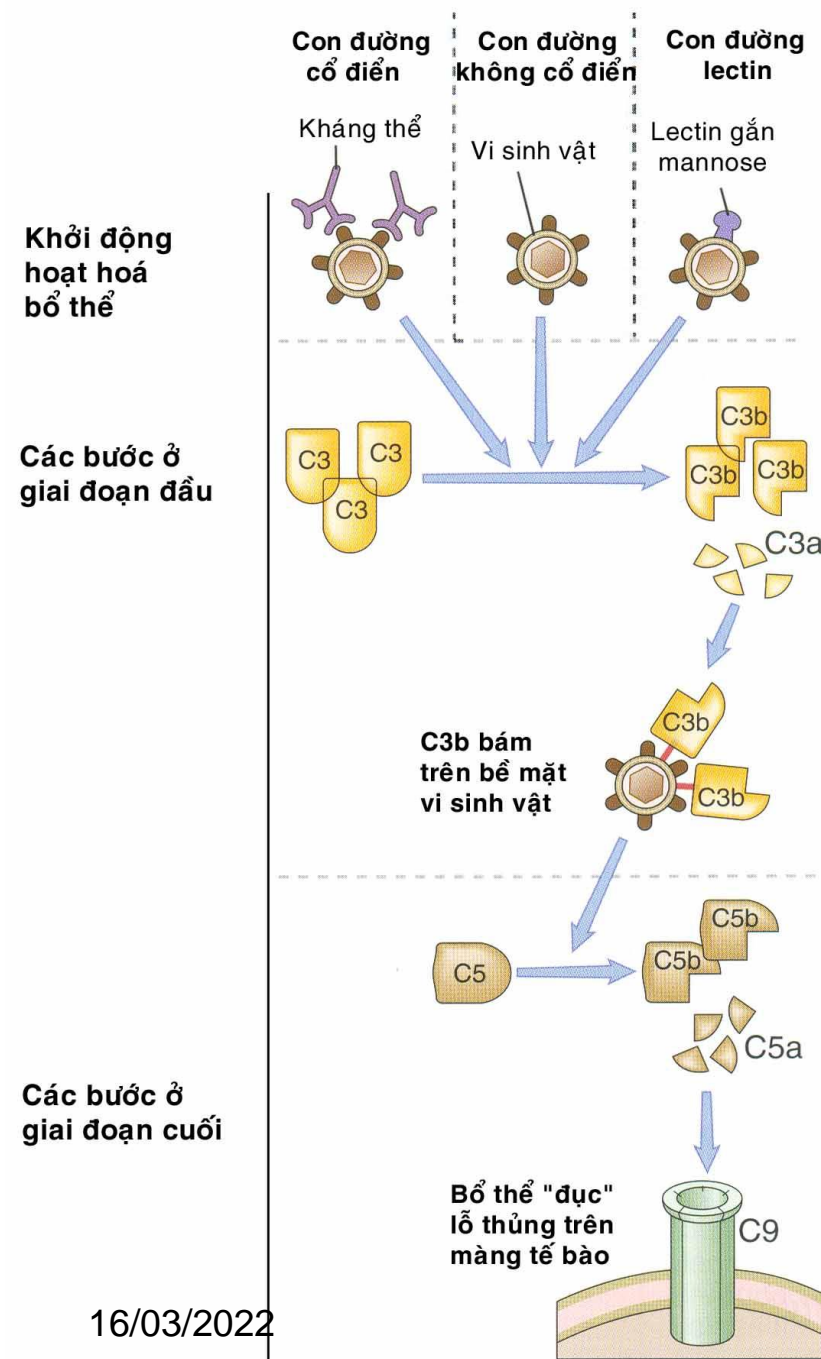 Con đường
cổ điển
Con đường
không cổ điển
Con đường
lectin
Kháng thể
Vi sinh vật
Lectin gắn
mannose
Khởi động
hoạt hoá
bổ thể
Các bước ở
giai đoạn đầu
C3
C3
C3
C3b
C3b
C3b
C3a
C3b bám
trên bề mặt
vi sinh vật
C3b
C3b
C5
C5b
C5b
C5a
Các bước ở
giai đoạn cuối
Bổ thể "đục"
lỗ thủng trên
màng tế bào
C9
16/03/2022